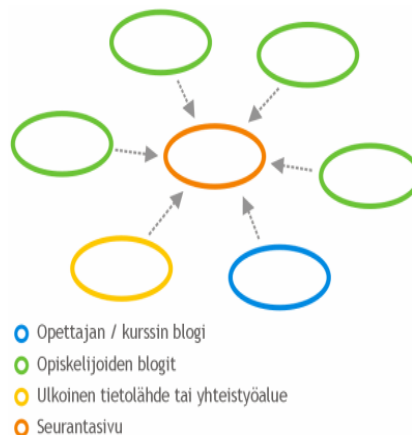 Opettajan / kurssin blogi
Opiskelijoiden blogit
Ulkoinen tietolähde tai yhteistyöalue
Seurantasivu